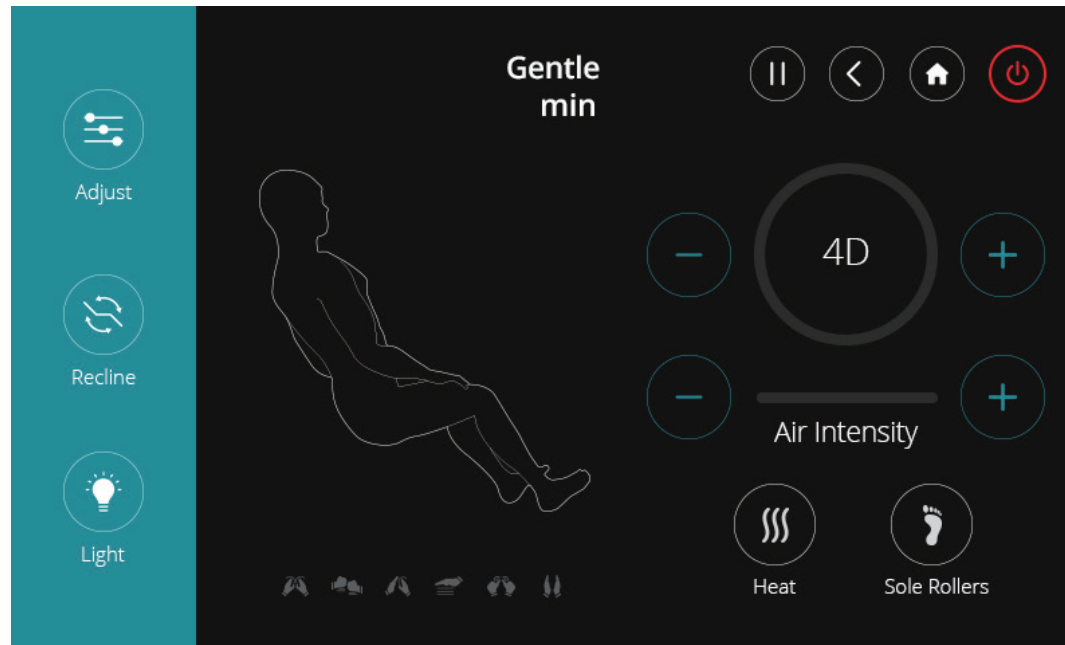 Gentle
min
Adjust
4D
Recline
Air Intensity
Light
Heat
Sole Rollers